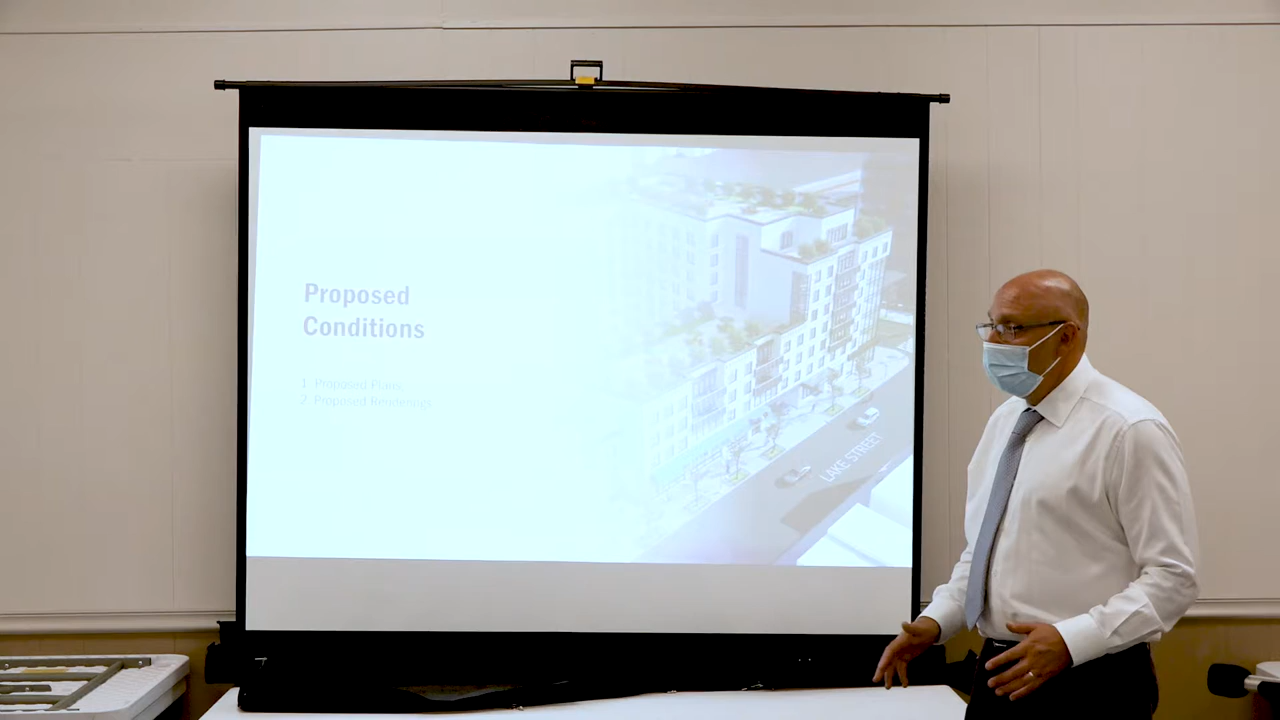 Proposed
Conditions
1. Proposed Plans
2. Proposed Renderings
LAKE STREET